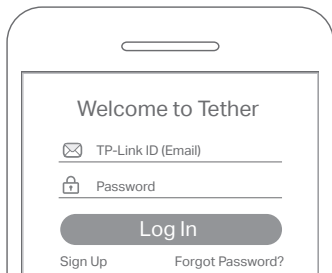 Welcome to Tether
TP-Link ID (Email)
Password
Log In
Sign Up Forgot Password?